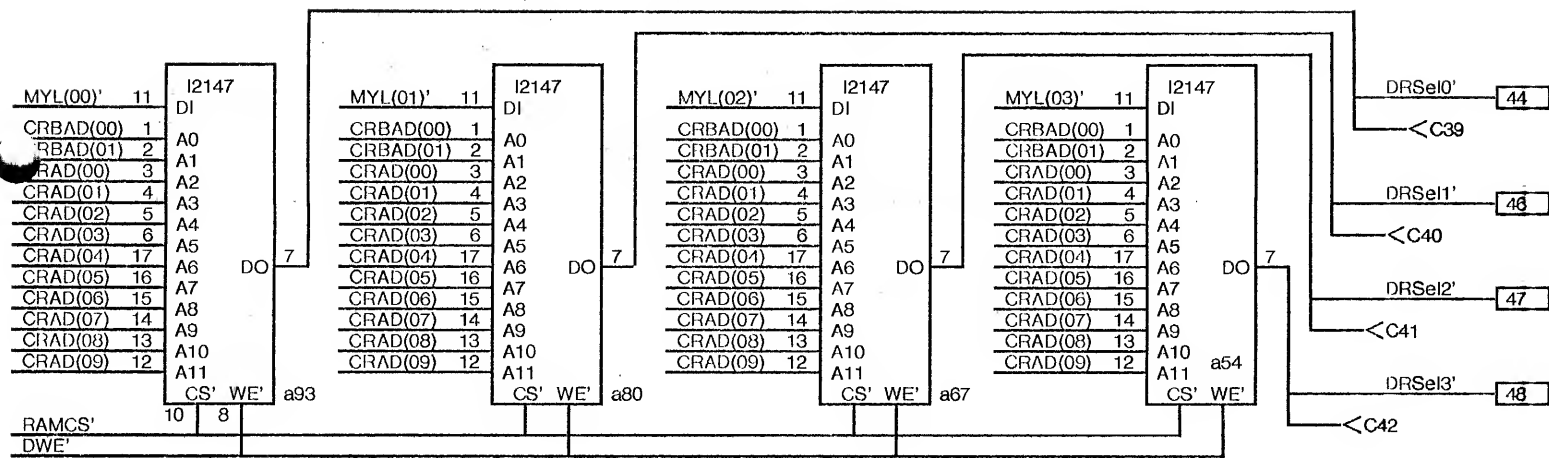 I2147 I2147 I2147 I2147
MYL(00)' 11 DI MYL(01)' 11 DI MYL(02)' 11 DI MYL(03)' 11 DI DRSel0' 44
CRBAD(00) 1 A0 CRBAD(00) 1 A0 CRBAD(00) 1 A0 CRBAD(00) 1 A0 C39
RBAD(01) 2 A1 CRBAD(01) 2 A1 CRBAD(01) 2 A1 CRBAD(01) 2 A1
RAD(00) 3 A2 CRAD(00) 3 A2 CRAD(00) 3 A2 CRAD(00) 3 A2
CRAD(01) 4 A3 CRAD(01) 4 A3 CRAD(01) 4 A3 CRAD(01) 4 A3 DRSel1' 46
CRAD(02) 5 A4 CRAD(02) 5 A4 CRAD(02) 5 A4 CRAD(02) 5 A4
CRAD(03) 6 A5 CRAD(03) 6 A5 CRAD(03) 6 A5 CRAD(03) 6 A5 C40
CRAD(04) 17 A6 DO 7 CRAD(04) 17 A6 DO 7 CRAD(04) 17 A6 DO 7 CRAD(04) 17 A6 DO 7
CRAD(05) 16 A7 CRAD(05) 16 A7 CRAD(05) 16 A7 CRAD(05) 16 A7
CRAD(06) 15 A8 CRAD(06) 15 A8 CRAD(06) 15 A8 CRAD(06) 15 A8 DRSel2' 47
CRAD(07) 14 A9 CRAD(07) 14 A9 CRAD(07) 14 A9 CRAD(07) 14 A9 C41
CRAD(08) 13 A10 CRAD(08) 13 A10 CRAD(08) 13 A10 CRAD(08) 13 A10
CRAD(09) 12 A11 CRAD(09) 12 A11 CRAD(09) 12 A11 CRAD(09) 12 A11 a54
CS' WE' a93 CS' WE' a80 CS' WE' a67 CS' WE' DRSel3' 48
10 8
RAMCS' C42
DWE'